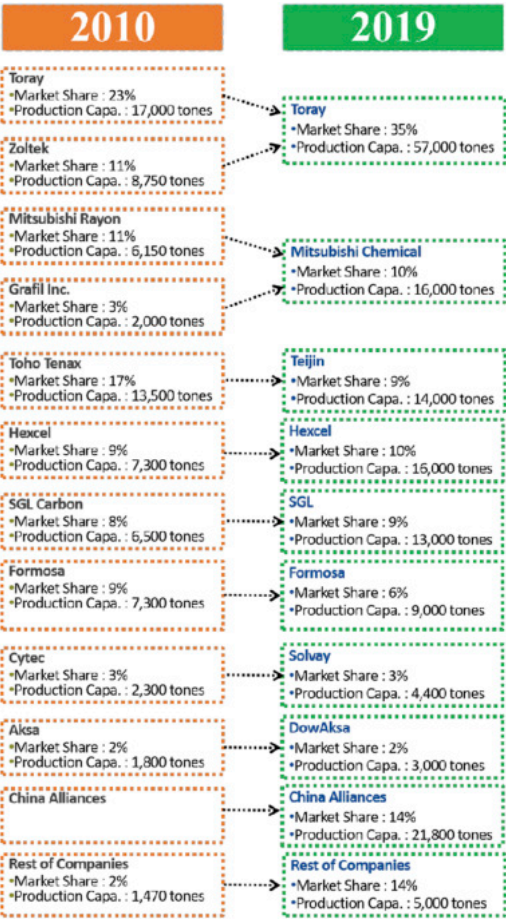 2010
2019
Toray
•Market Share : 23%
•Production Capa. : 17,000 tones
Zoltek
•Market Share : 11%
•Production Capa. : 8,750 tones
Toray
•Market Share : 35%
•Production Capa. : 57,000 tones
Mitsubishi Rayon
•Market Share : 11%
•Production Capa. : 6,150 tones
Grafil Inc.
•Market Share : 3%
•Production Capa. : 2,000 tones
Mitsubishi Chemical
•Market Share : 10%
•Production Capa. : 16,000 tones
Toho Tenax
•Market Share : 17%
•Production Capa. : 13,500 tones
Teijin
•Market Share : 9%
•Production Capa. : 14,000 tones
Hexcel
•Market Share : 9%
•Production Capa. : 7,300 tones
Hexcel
•Market Share : 10%
•Production Capa. : 16,000 tones
SGL Carbon
•Market Share : 8%
•Production Capa. : 6,500 tones
SGL
•Market Share : 9%
•Production Capa. : 13,000 tones
Formosa
•Market Share : 9%
•Production Capa. : 7,300 tones
Formosa
•Market Share : 6%
•Production Capa. : 9,000 tones
Cytec
•Market Share : 3%
•Production Capa. : 2,300 tones
Solvay
•Market Share : 3%
•Production Capa. : 4,400 tones
Aksa
•Market Share : 2%
•Production Capa. : 1,800 tones
DowAksa
•Market Share : 2%
•Production Capa. : 3,000 tones
China Alliances
China Alliances
•Market Share : 14%
•Production Capa. : 21,800 tones
Rest of Companies
•Market Share : 2%
•Production Capa. : 1,470 tones
Rest of Companies
•Market Share : 14%
•Production Capa. : 5,000 tones